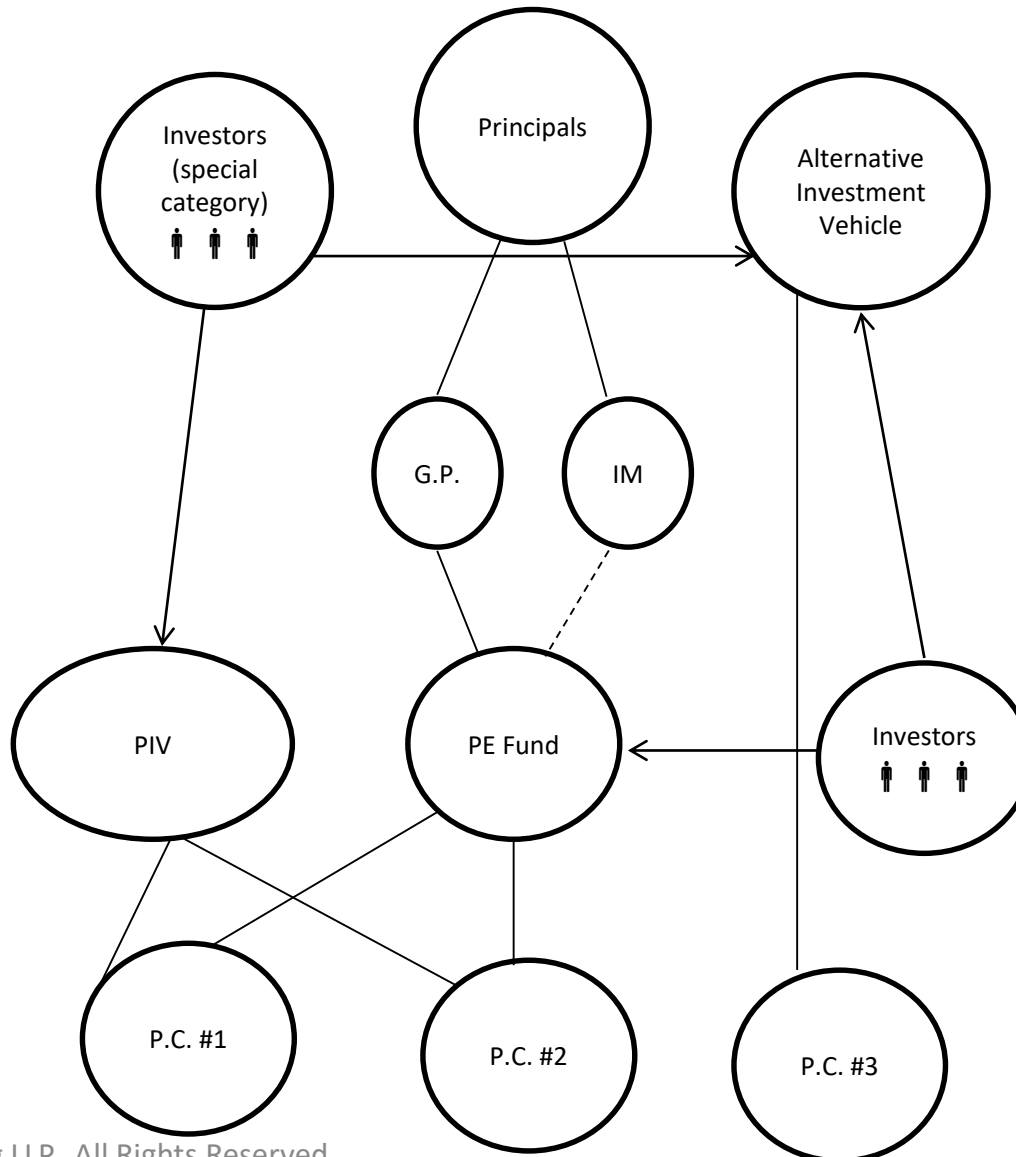 Principals
Investors
(special
category)
Alternative
Investment
Vehicle
G.P.
IM
PIV
PE Fund
Investors
P.C. #1
P.C. #2
P.C. #3
LLP. All Rights Reserved